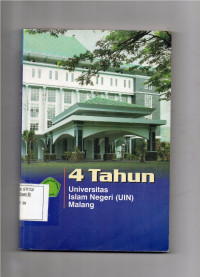 4 Tahun
Universitas
Islam Negeri (UIN)
Malang